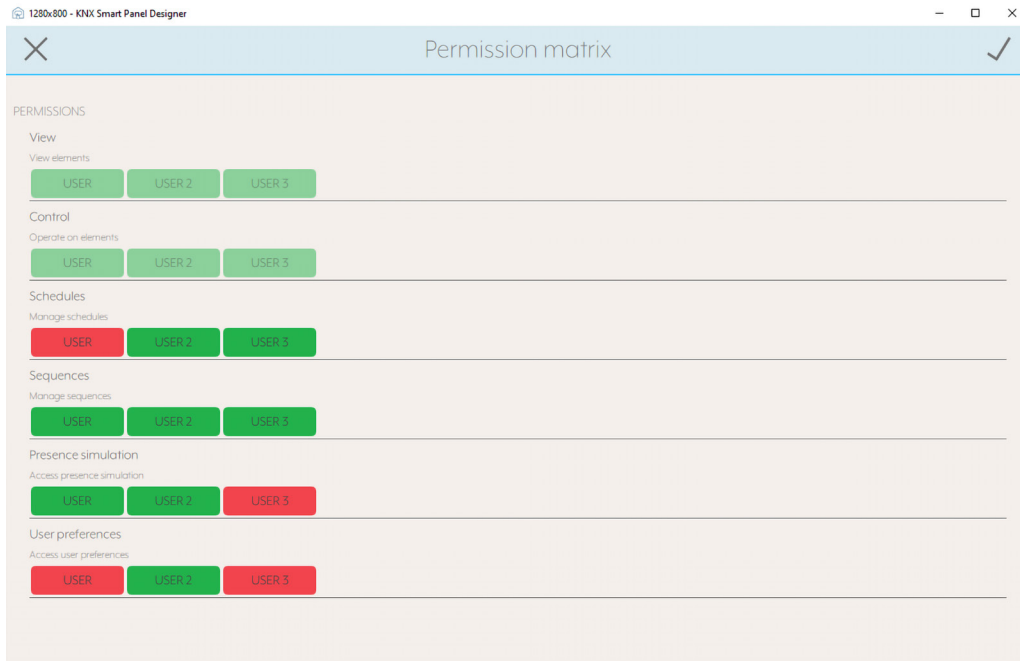 1280x800 - KNX Smart Panel Designer
Permission matrix
PERMISSIONS
View
View elements
USER USER 2 USER 3
Control
Operate on elements
USER USER 2 USER 3
Schedules
Manage schedules
USER USER 2 USER 3
Sequences
Manage sequences
USER USER 2 USER 3
Presence simulation
Access presence simulation
USER USER 2 USER 3
User preferences
Access user preferences
USER USER 2 USER 3